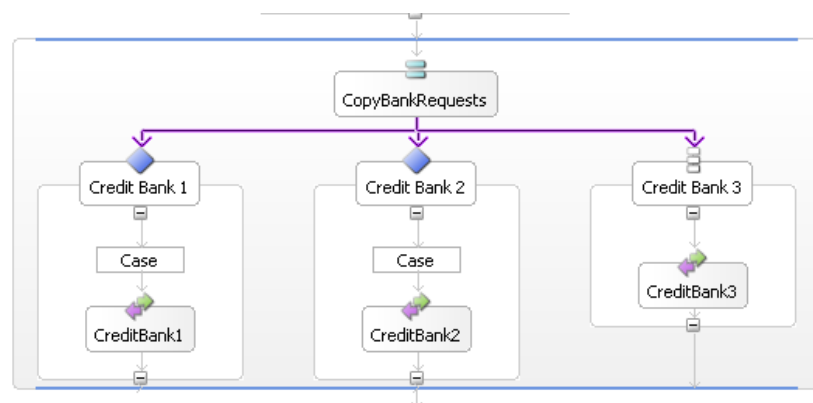 CopyBankRequests
Credit Bank 1
Credit Bank 2
Credit Bank 3
Case
Case
CreditBank3
CreditBank1
CreditBank2